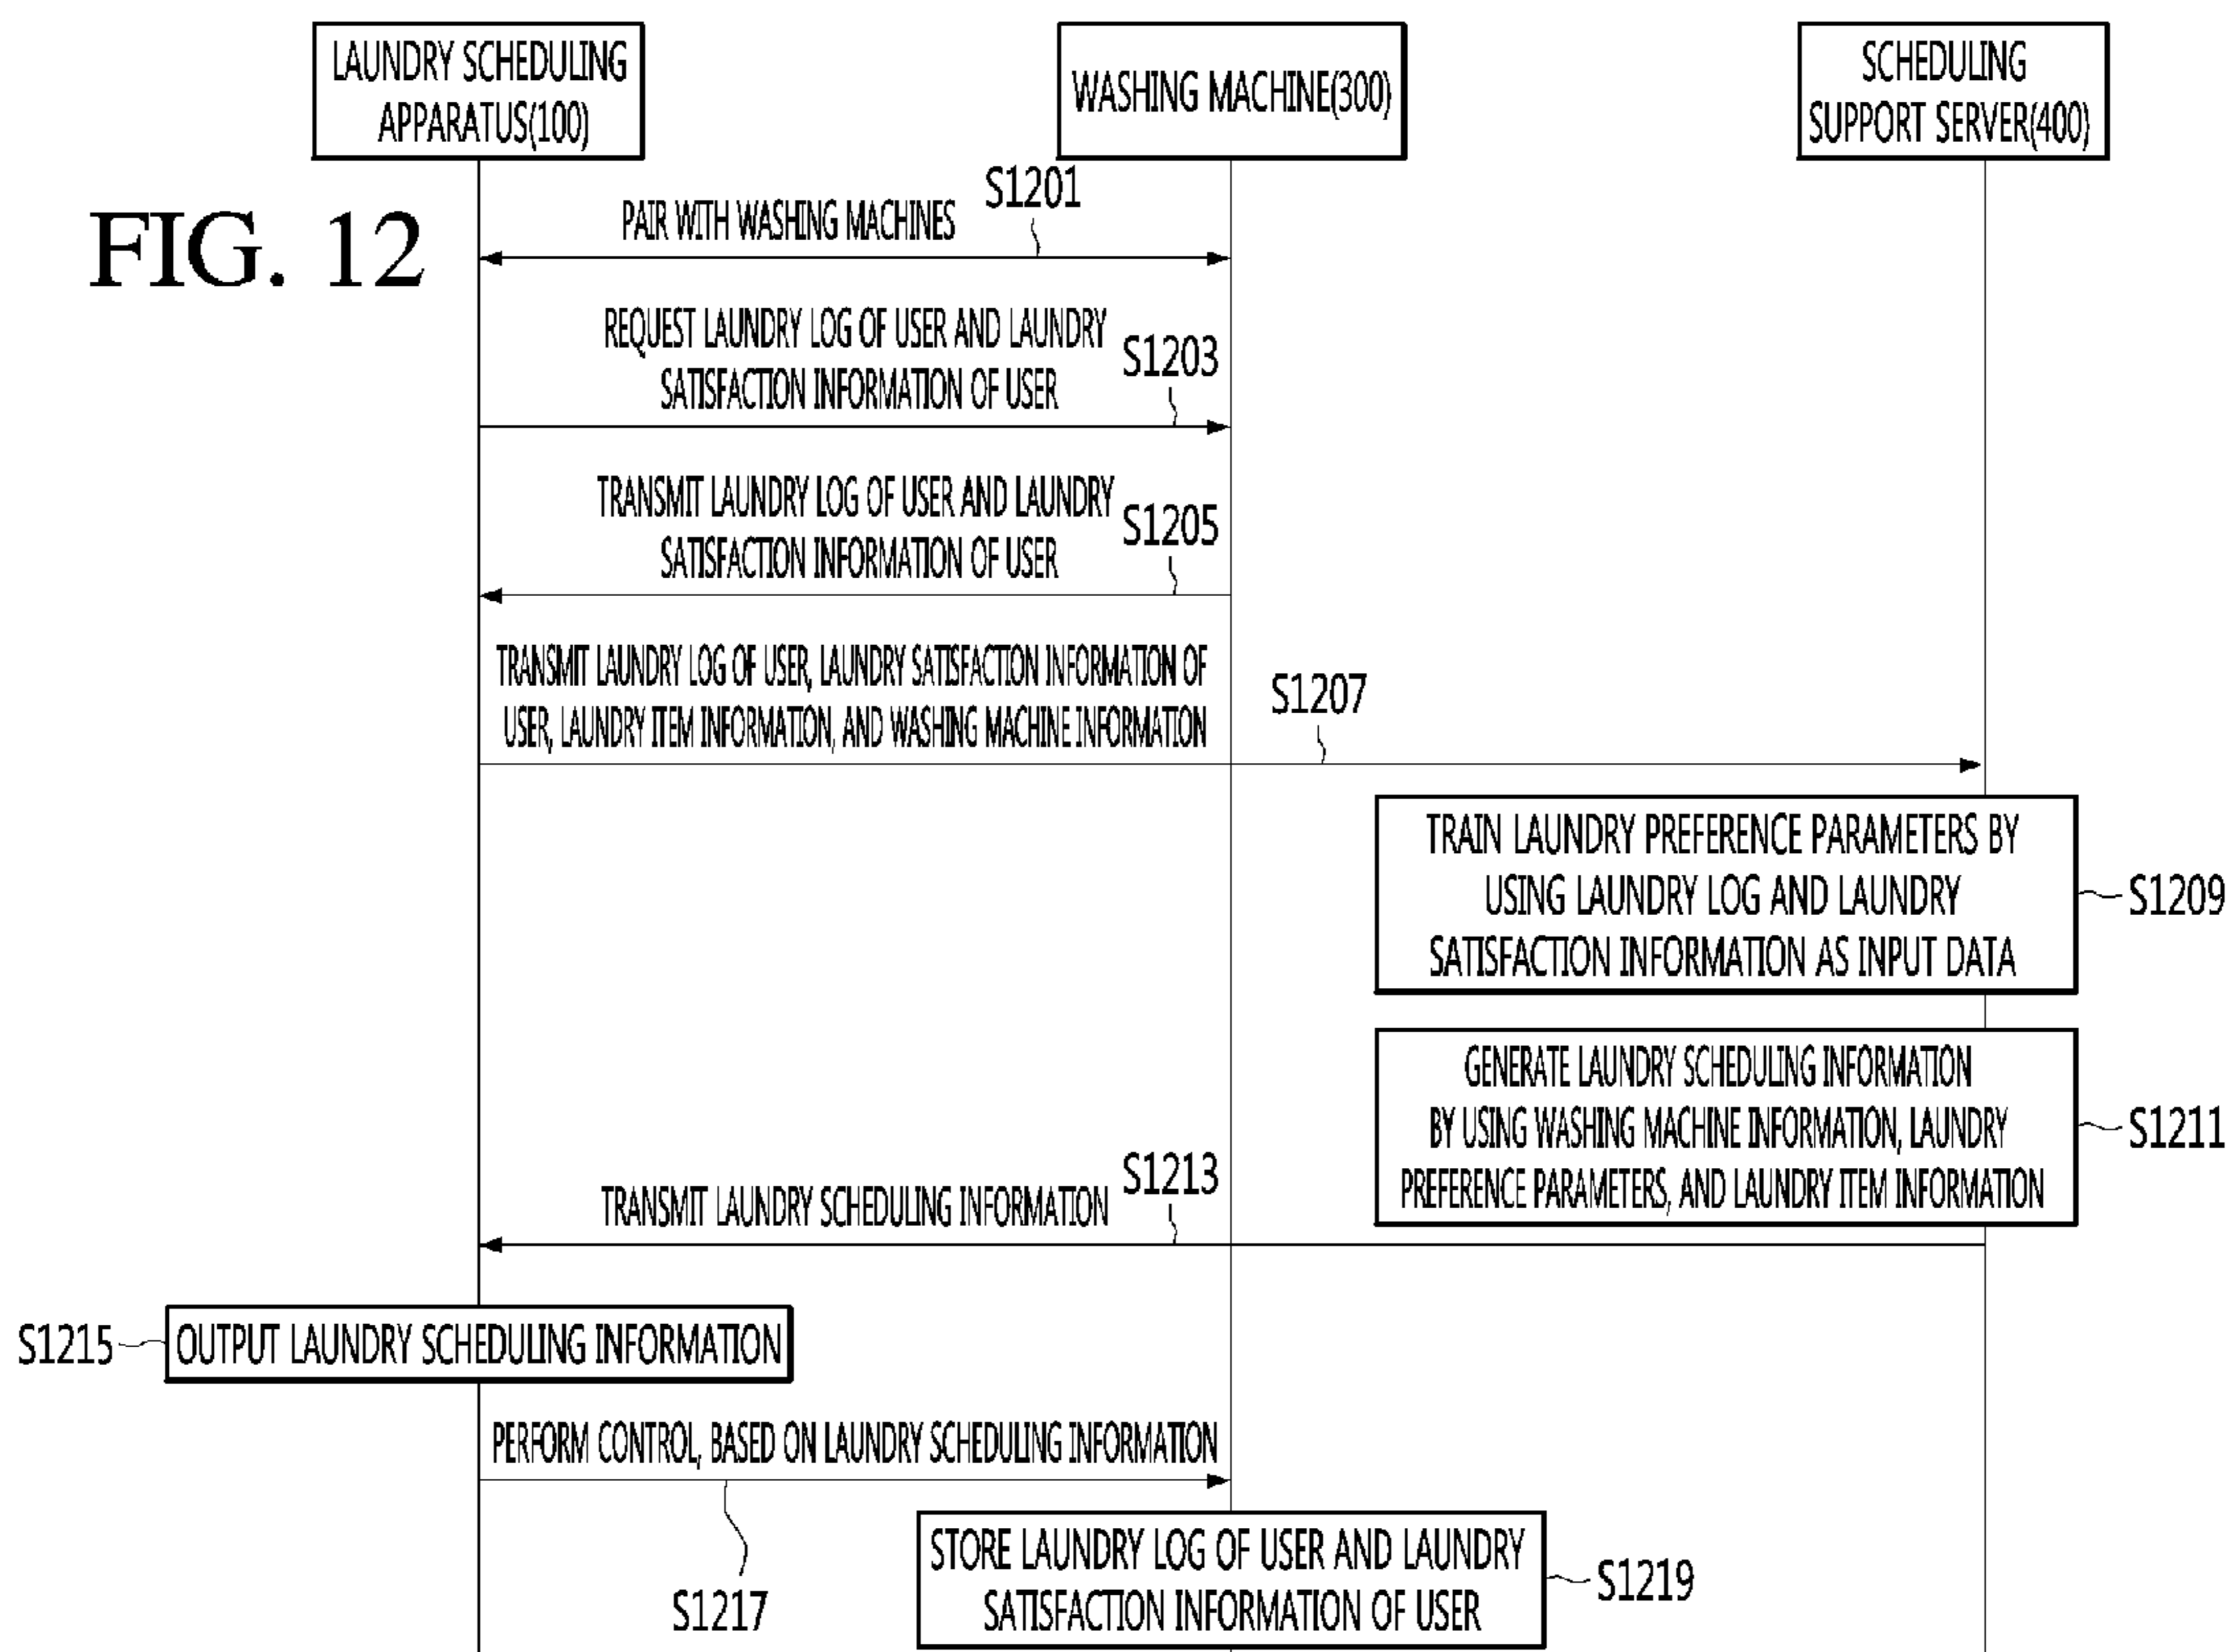 LAUNDRY SCHEDULING
APPARATUS(100)
WASHING MACHINE(300)
SCHEDULING
SUPPORT SERVER(400)
FIG. 12
PAIR WITH WASHING MACHINES
S1201
REQUEST LAUNDRY LOG OF USER AND LAUNDRY
SATISFACTION INFORMATION OF USER
S1203
TRANSMIT LAUNDRY LOG OF USER AND LAUNDRY
SATISFACTION INFORMATION OF USER
S1205
TRANSMIT LAUNDRY LOG OF USER, LAUNDRY SATISFACTION INFORMATION OF
USER, LAUNDRY ITEM INFORMATION, AND WASHING MACHINE INFORMATION
S1207
TRAIN LAUNDRY PREFERENCE PARAMETERS BY
USING LAUNDRY LOG AND LAUNDRY
SATISFACTION INFORMATION AS INPUT DATA
S1209
GENERATE LAUNDRY SCHEDULING INFORMATION
BY USING WASHING MACHINE INFORMATION, LAUNDRY
PREFERENCE PARAMETERS, AND LAUNDRY ITEM INFORMATION
S1211
TRANSMIT LAUNDRY SCHEDULING INFORMATION
S1213
S1215
OUTPUT LAUNDRY SCHEDULING INFORMATION
PERFORM CONTROL, BASED ON LAUNDRY SCHEDULING INFORMATION
S1217
STORE LAUNDRY LOG OF USER AND LAUNDRY
SATISFACTION INFORMATION OF USER
S1219